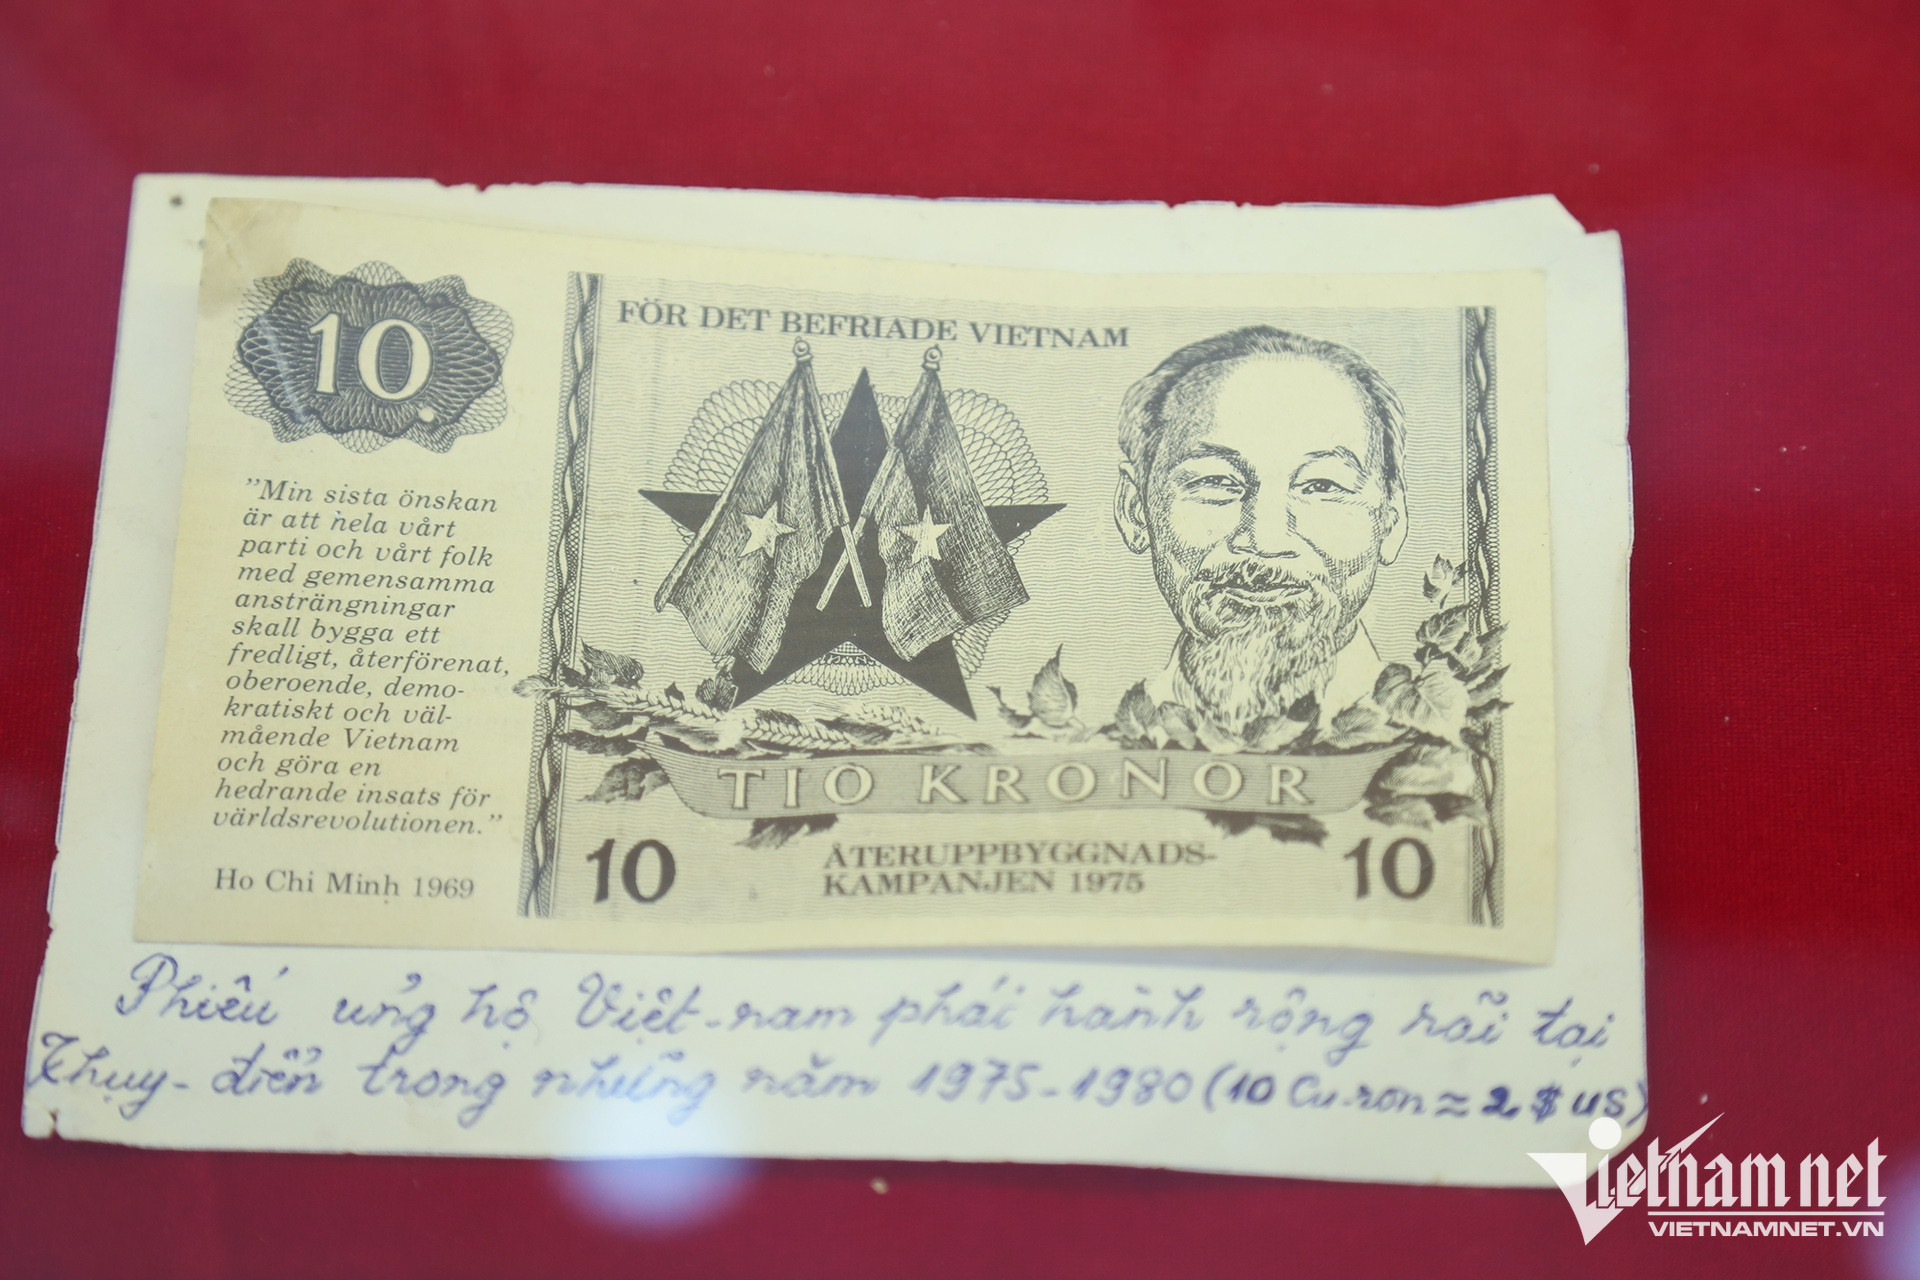 10
"Min sista önskan
är att hela vårt
parti och vårt folk
med gemensamma
ansträngningar
skall bygga ett
fredligt, återförenat,
oberoende, demo-
kratiskt och väl-
mående Vietnam
och göra en
hedrande insats för
världsrevolutionen."
Ho Chi Minh 1969
FÖR DET BEFRIADE VIETNAM
TIO KRONOR
10
ÅTERUPPBYGGNADS-
KAMPANJEN 1975
10
Phiếu ủng hộ Việt-nam phát hành rộng rãi tại
Thụy-điển trong những năm 1975-1980 (10 Cu-ron ≈ 2 $ US)
Vietnamnet
VIETNAMNET.VN